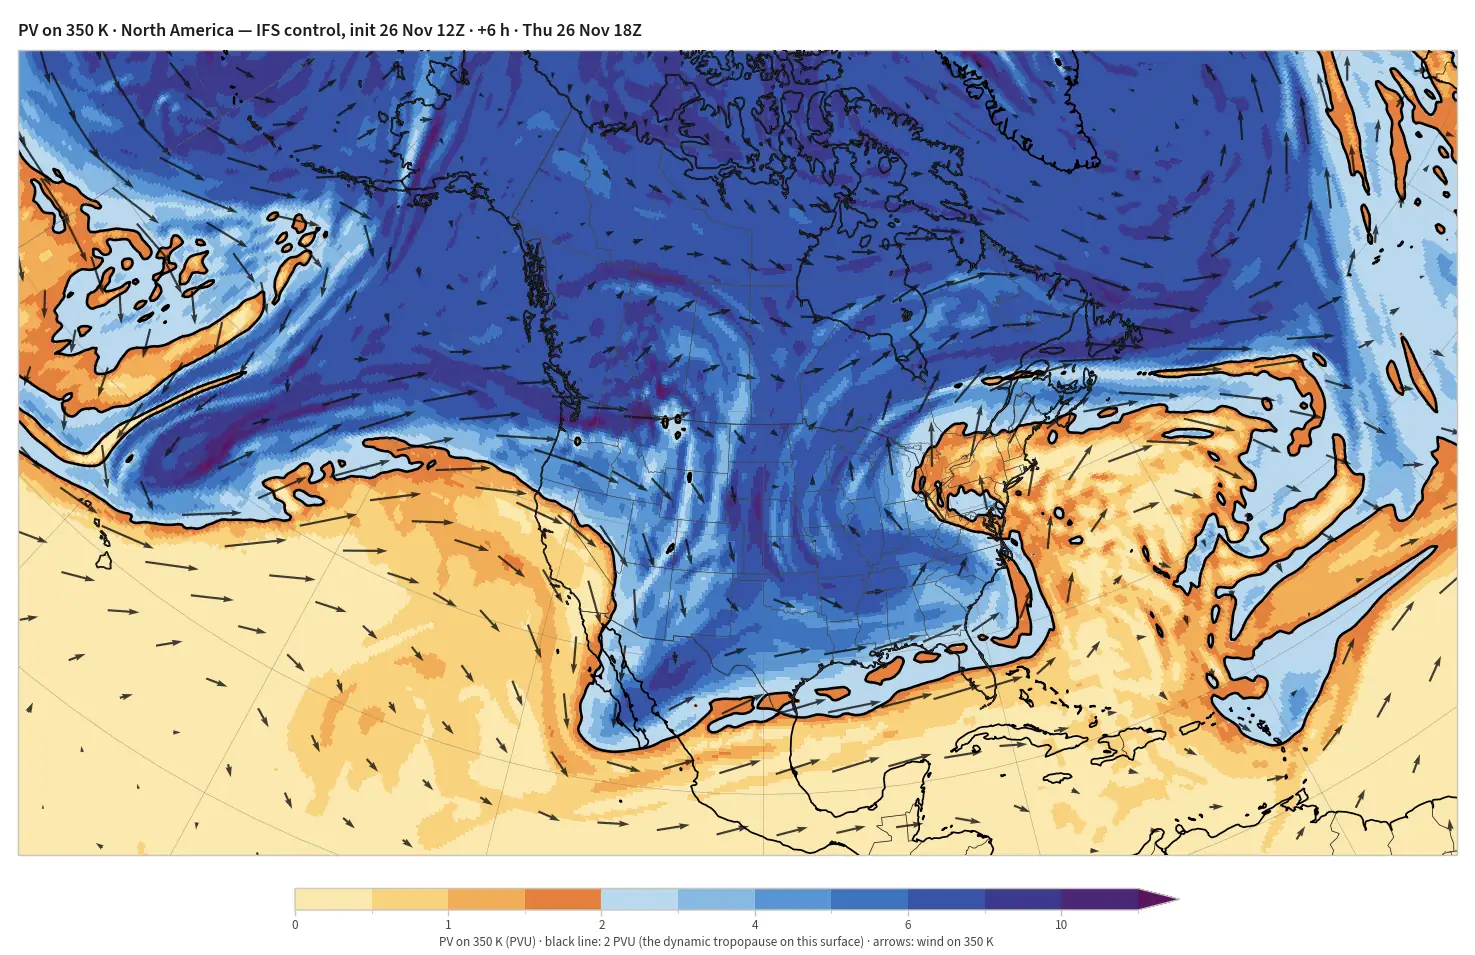 PV on 350 K · North America — IFS control, init 26 Nov 12Z · +6 h · Thu 26 Nov 18Z
0 1 2 4 6 10
PV on 350 K (PVU) · black line: 2 PVU (the dynamic tropopause on this surface) · arrows: wind on 350 K